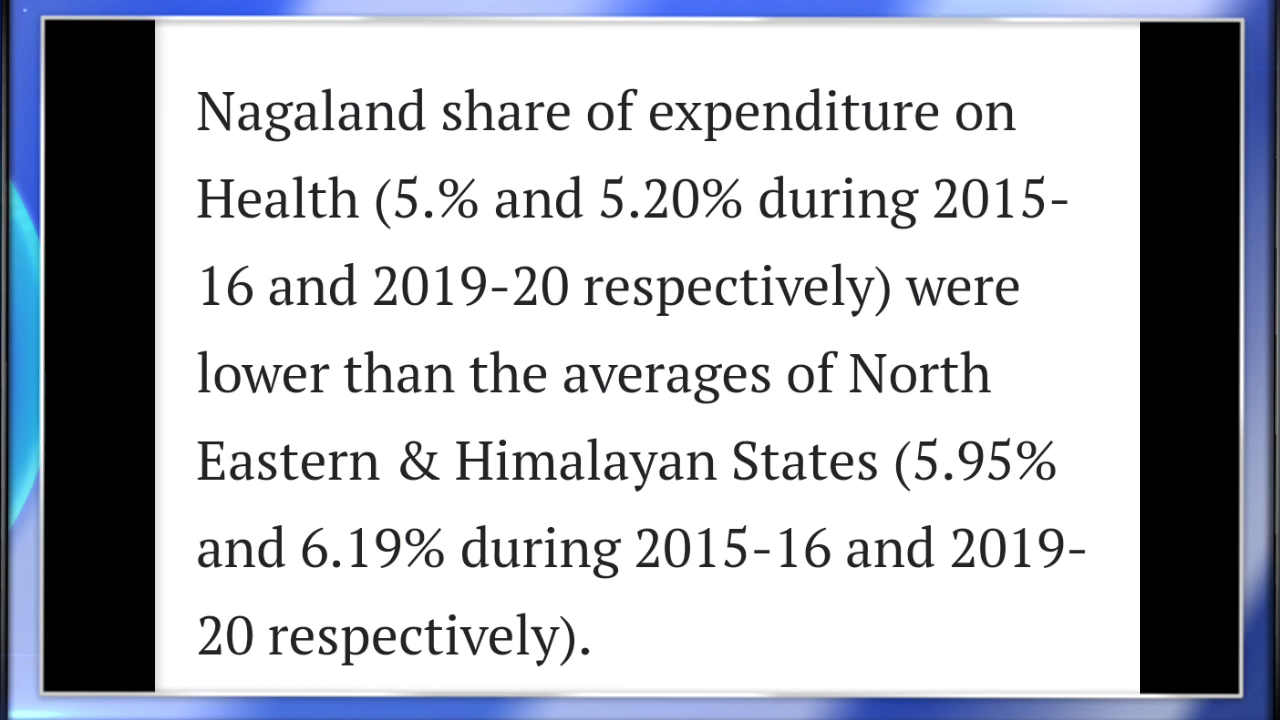 Nagaland share of expenditure on
Health (5.% and 5.20% during 2015-
16 and 2019-20 respectively) were
lower than the averages of North
Eastern & Himalayan States (5.95%
and 6.19% during 2015-16 and 2019-
20 respectively).